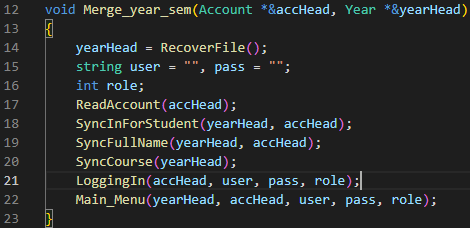 12 void Merge_year_sem(Account *&accHead, Year *&yearHead)
13 {
14     yearHead = RecoverFile();
15     string user = "", pass = "";
16     int role;
17     ReadAccount(accHead);
18     SyncInForStudent(yearHead, accHead);
19     SyncFullName(yearHead, accHead);
20     SyncCourse(yearHead);
21     LoggingIn(accHead, user, pass, role);
22     Main_Menu(yearHead, accHead, user, pass, role);
23 }